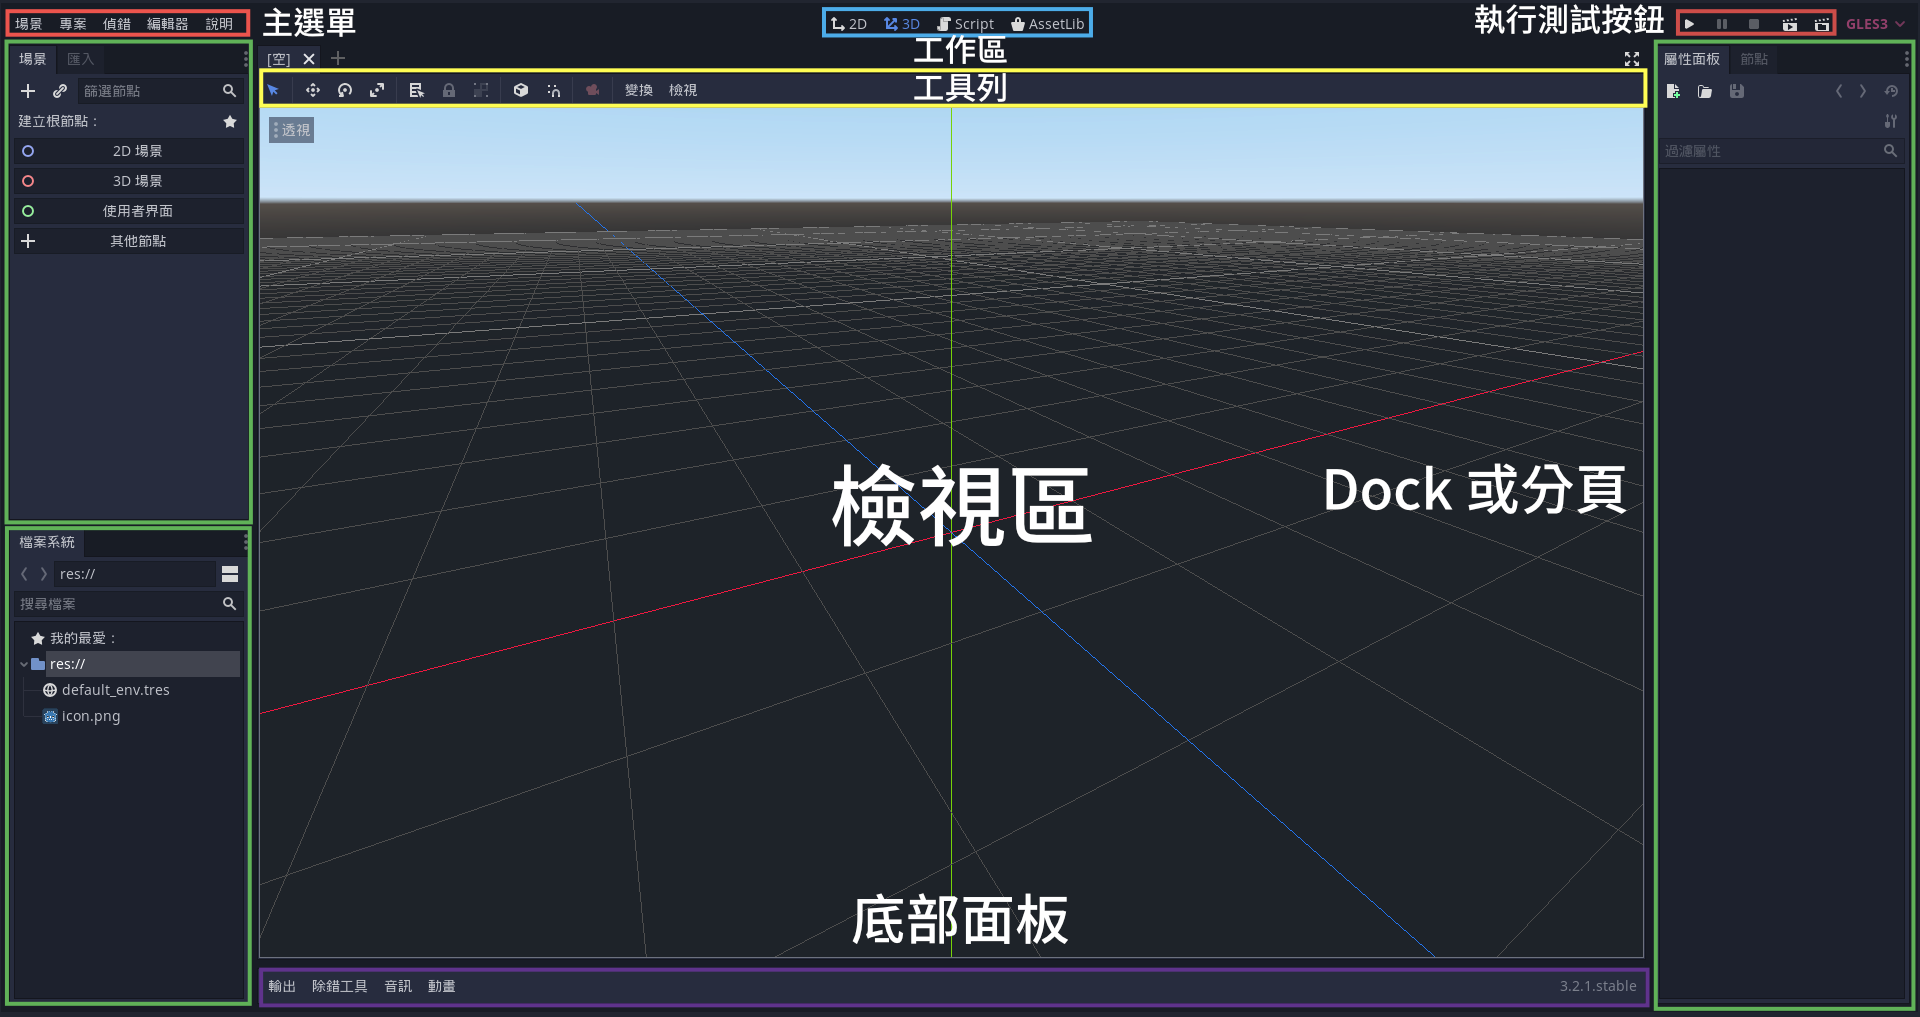 場景 專案 偵錯 編輯器 說明
主選單
2D 3D Script AssetLib
執行測試按鈕
GLES3
場景 匯入
[空]
工作區
屬性面板 節點
篩選節點
變換 檢視
工具列
建立根節點：
透視
2D 場景
3D 場景
使用者界面
其他節點
過濾屬性
檢視區
Dock 或分頁
檔案系統
res://
搜尋檔案
我的最愛：
res://
default_env.tres
icon.png
底部面板
輸出 除錯工具 音訊 動畫
3.2.1.stable